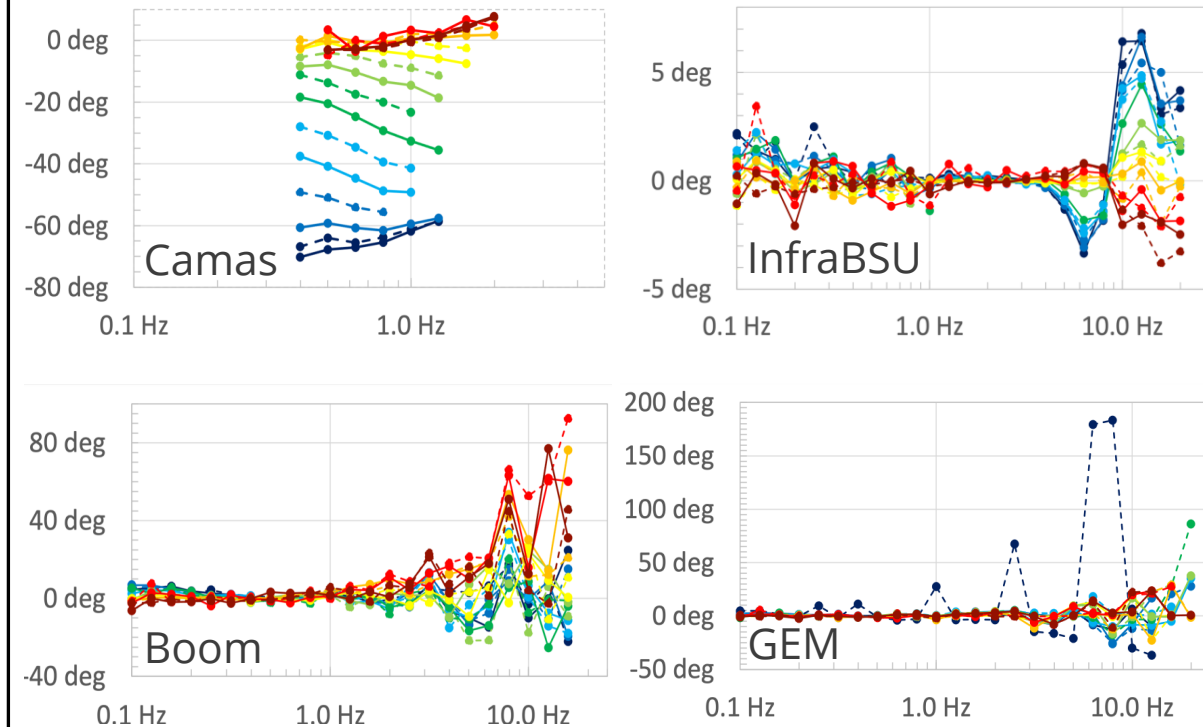 0 deg
-20 deg
-40 deg
-60 deg
-80 deg
Camas
0.1 Hz 1.0 Hz
5 deg
0 deg
-5 deg
InfraBSU
0.1 Hz 1.0 Hz 10.0 Hz
80 deg
40 deg
0 deg
-40 deg
Boom
0.1 Hz 1.0 Hz 10.0 Hz
200 deg
150 deg
100 deg
50 deg
0 deg
-50 deg
GEM
0.1 Hz 1.0 Hz 10.0 Hz